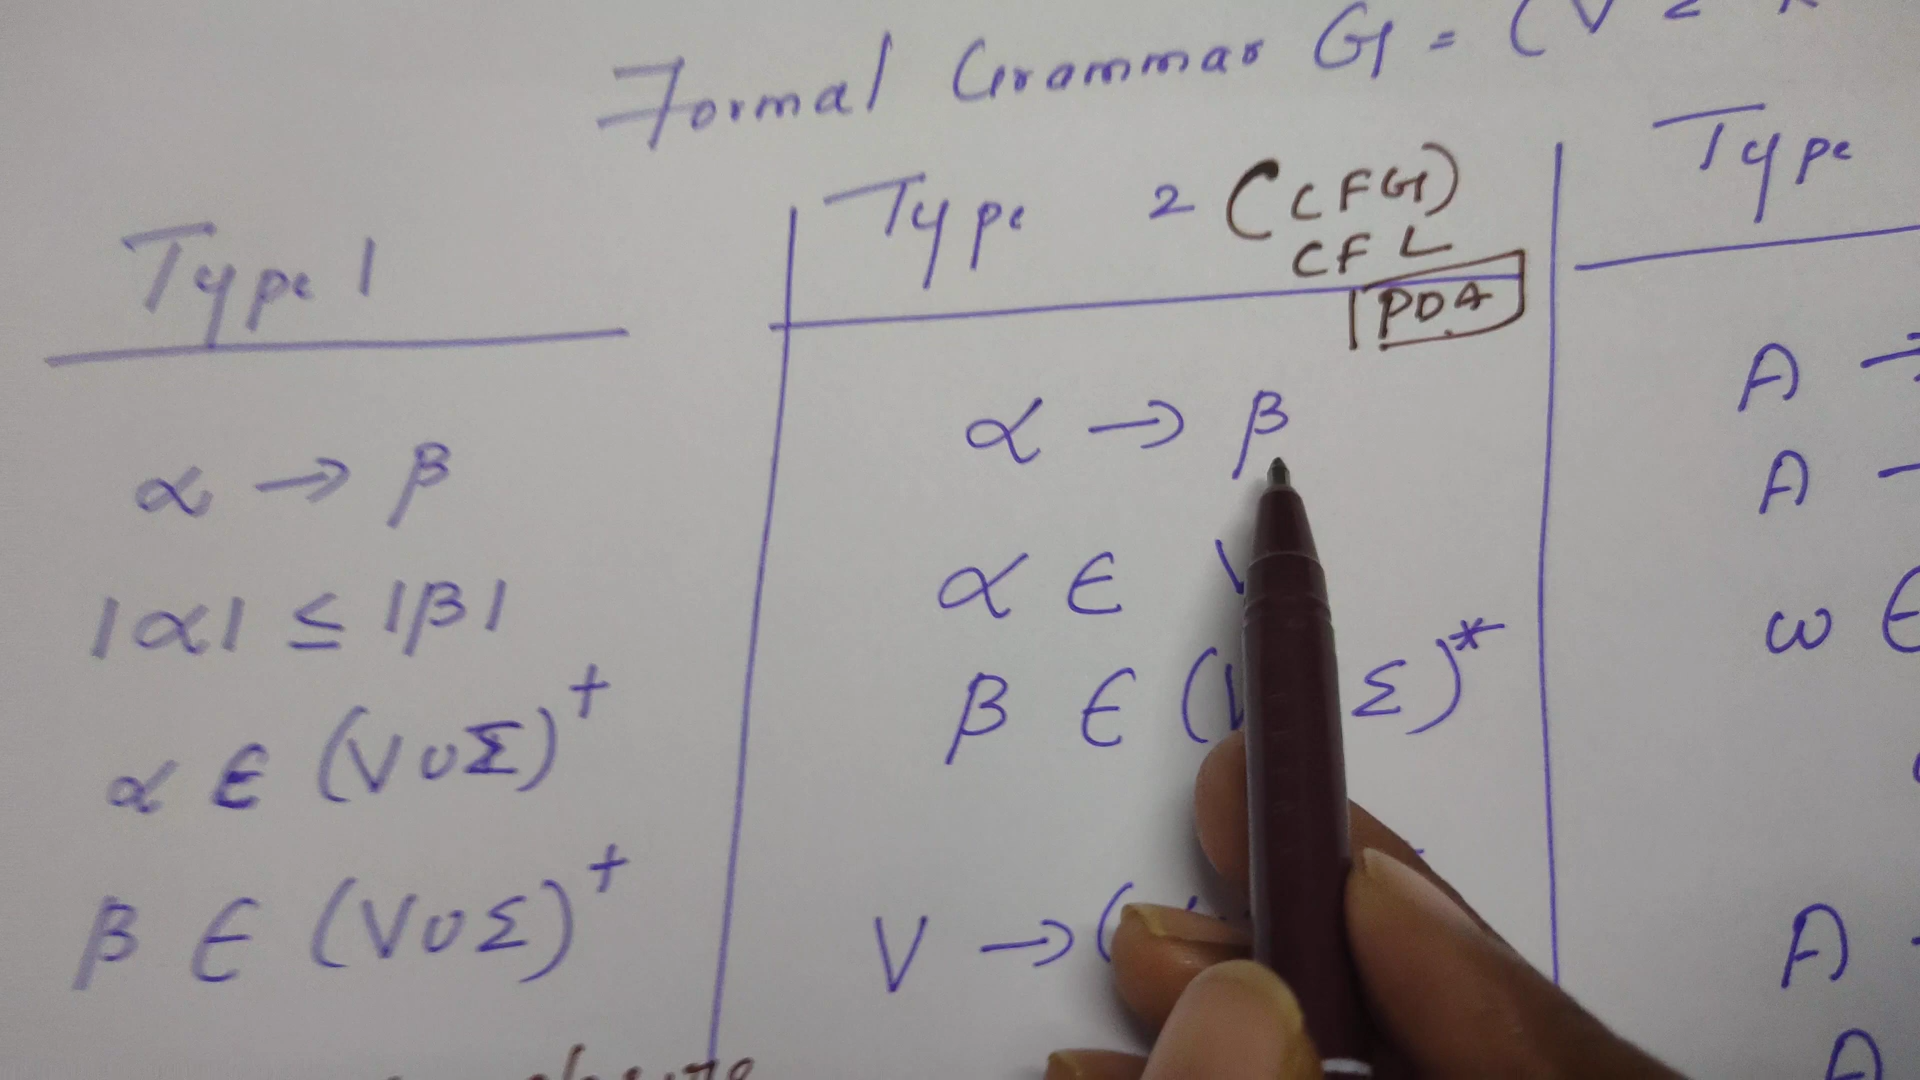 Formal Grammar G = (V Σ
Type 1
α → β
|α| ≤ |β|
α ∈ (V∪Σ)⁺
β ∈ (V∪Σ)⁺
Type 2 (CFG)
CFL
PDA
α → β
α ∈ V
β ∈ (V Σ)*
V → (
Type
A →
A
ω ∈
A
A